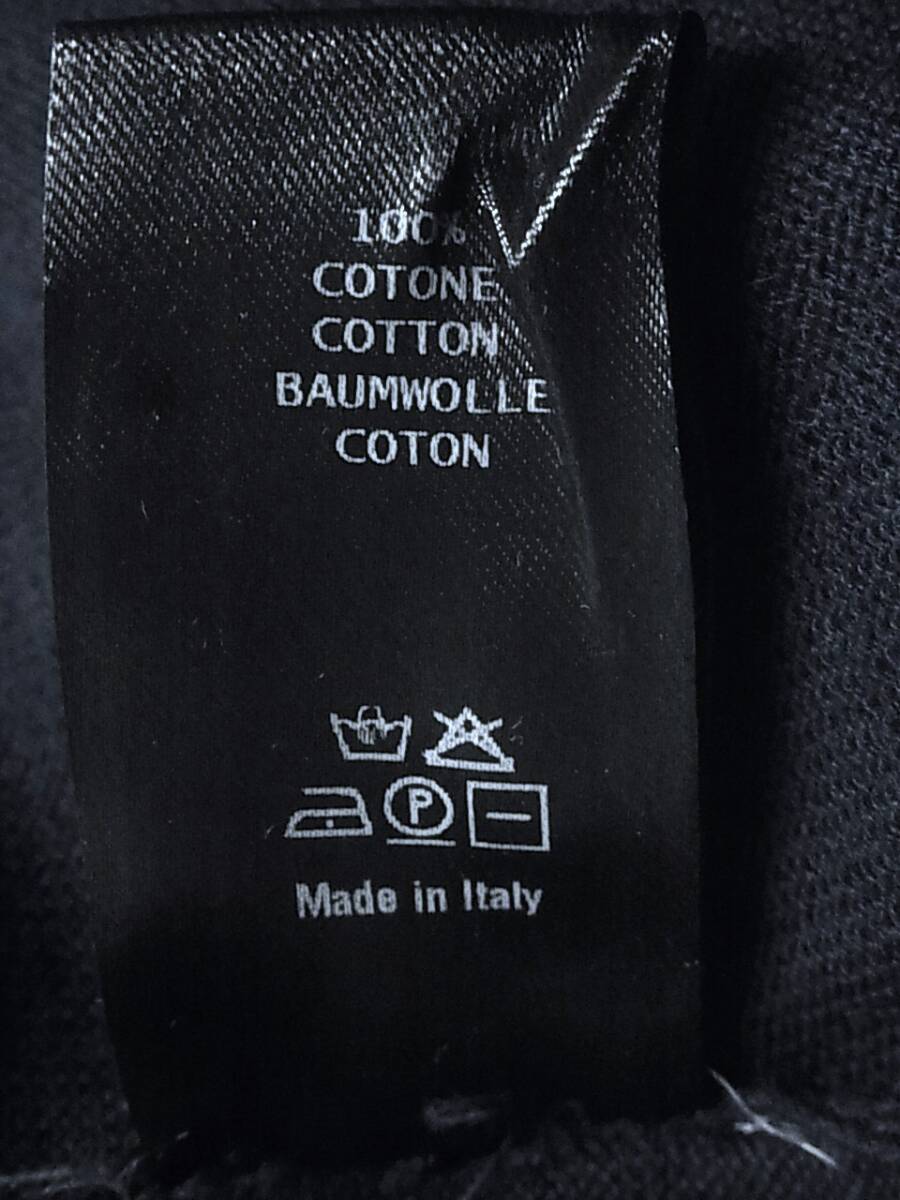 100%
COTONE
COTTON
BAUMWOLLE
COTON
P
Made in Italy